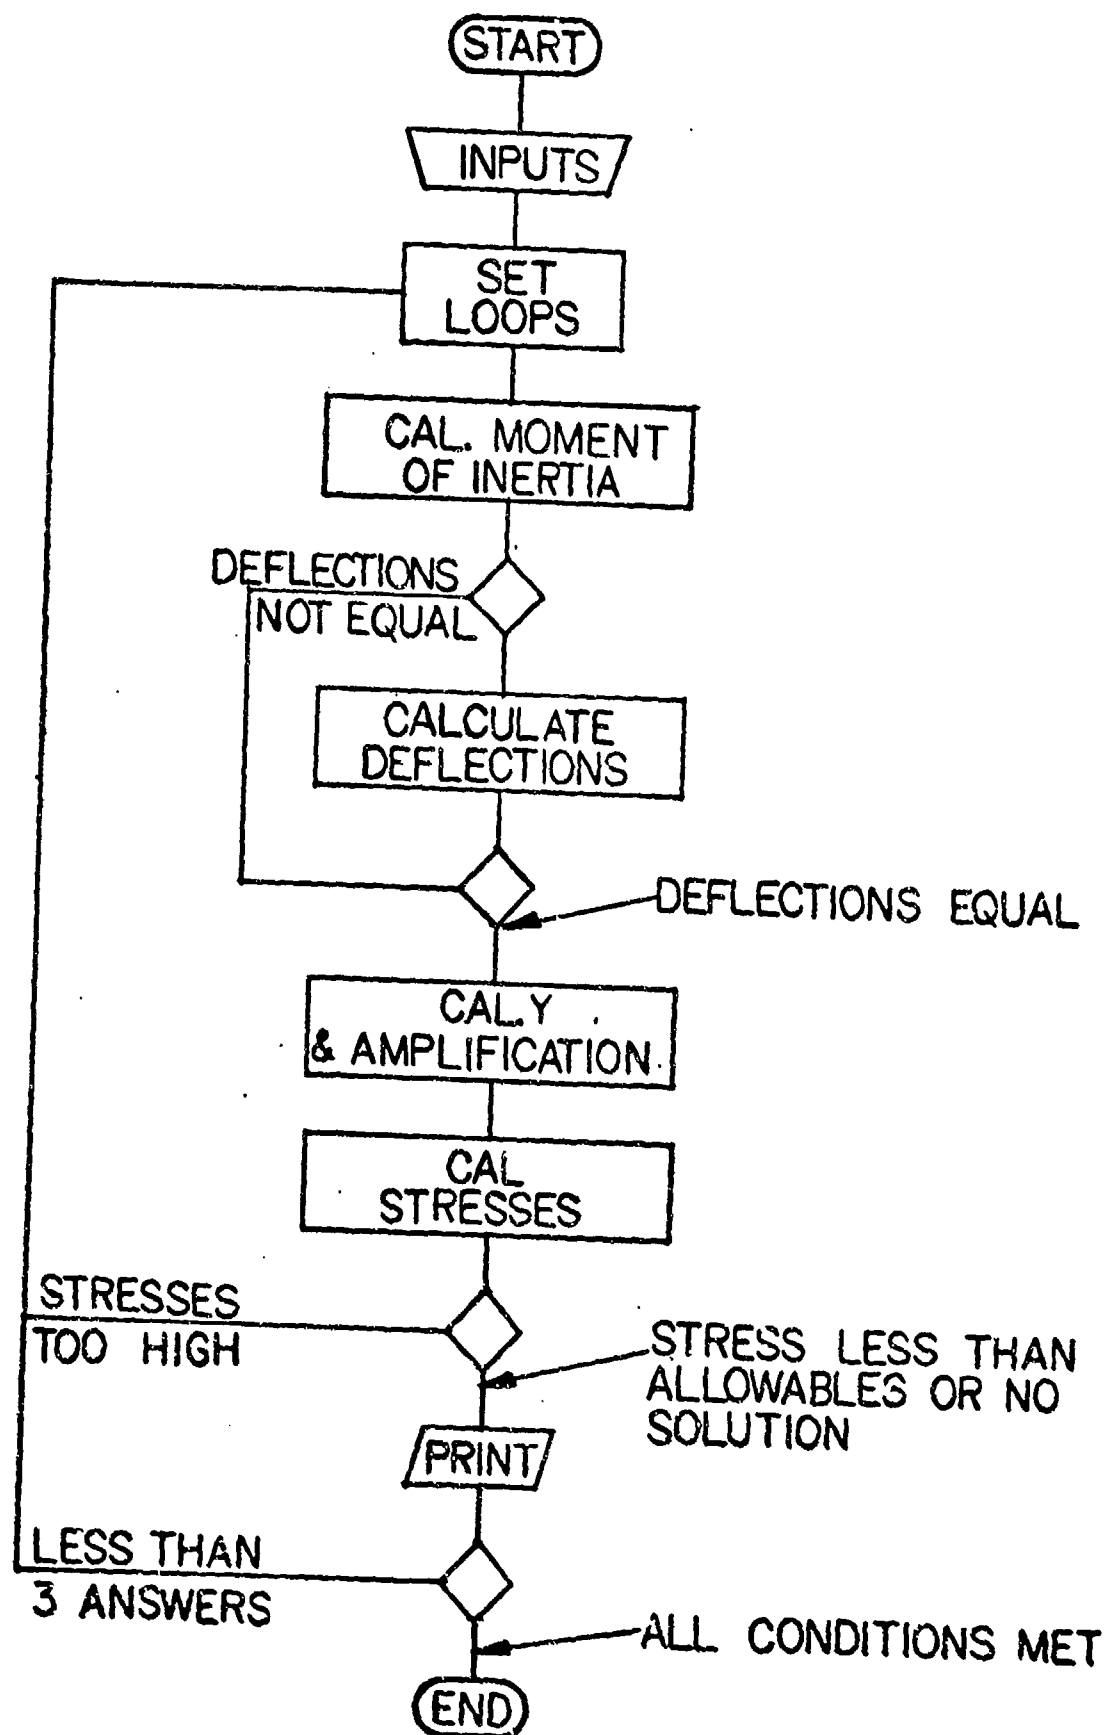 START
INPUTS
SET
LOOPS
CAL. MOMENT
OF INERTIA
DEFLECTIONS
NOT EQUAL
CALCULATE
DEFLECTIONS
DEFLECTIONS EQUAL
CAL.Y
& AMPLIFICATION
CAL
STRESSES
STRESSES
TOO HIGH
STRESS LESS THAN
ALLOWABLES OR NO
SOLUTION
PRINT
LESS THAN
3 ANSWERS
ALL CONDITIONS MET
END